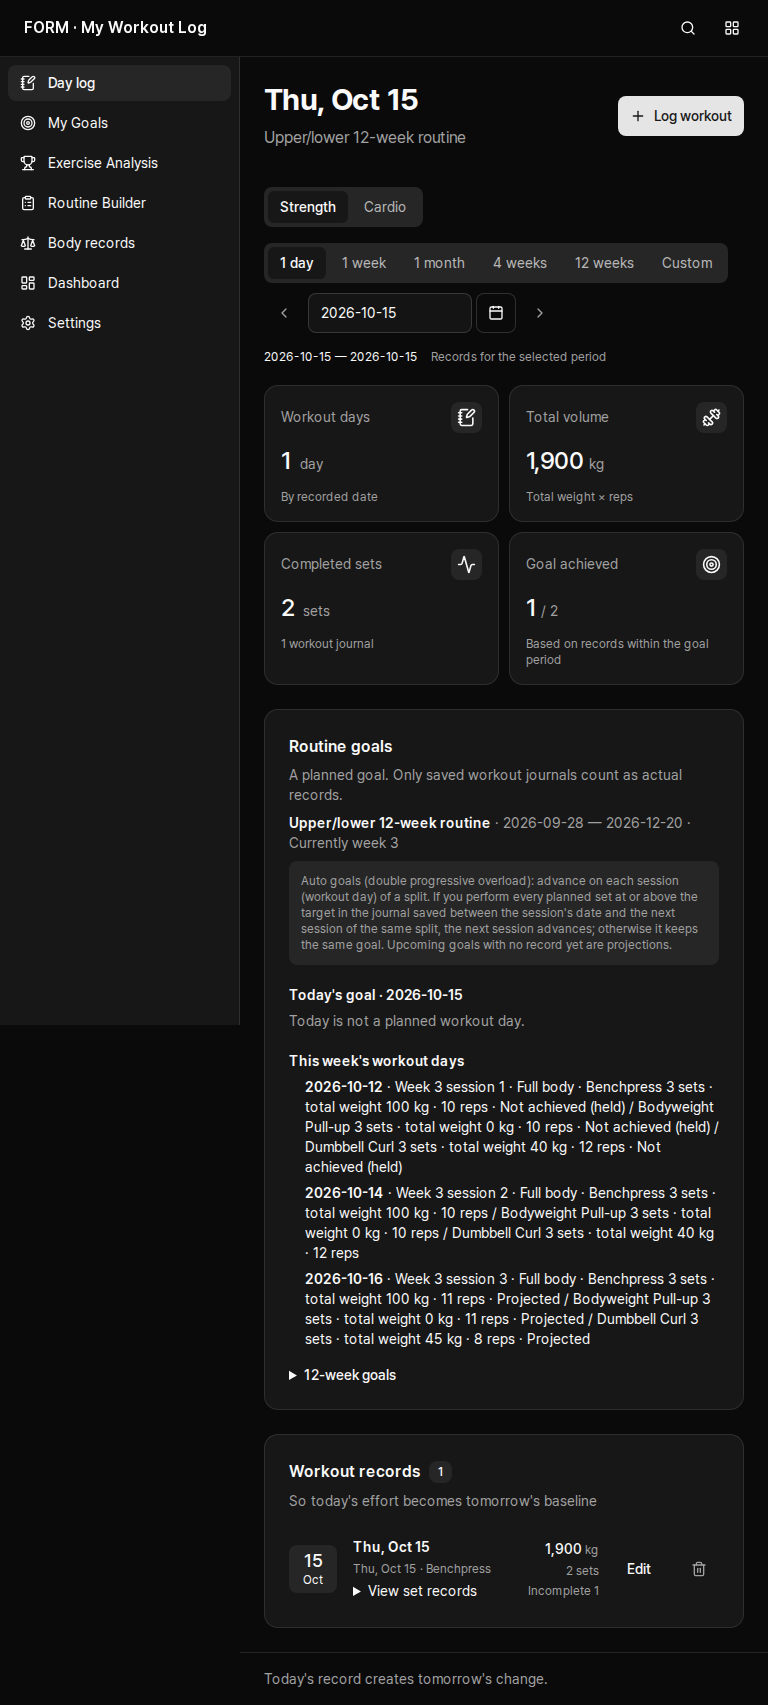 FORM · My Workout Log
Day log
My Goals
Exercise Analysis
Routine Builder
Body records
Dashboard
Settings
Thu, Oct 15
Upper/lower 12-week routine
Log workout
Strength
Cardio
1 day
1 week
1 month
4 weeks
12 weeks
Custom
2026-10-15
2026-10-15 — 2026-10-15
Records for the selected period
Workout days
1 day
By recorded date
Total volume
1,900 kg
Total weight × reps
Completed sets
2 sets
1 workout journal
Goal achieved
1 / 2
Based on records within the goal
period
Routine goals
A planned goal. Only saved workout journals count as actual
records.
Upper/lower 12-week routine · 2026-09-28 — 2026-12-20 ·
Currently week 3
Auto goals (double progressive overload): advance on each session
(workout day) of a split. If you perform every planned set at or above the
target in the journal saved between the session's date and the next
session of the same split, the next session advances; otherwise it keeps
the same goal. Upcoming goals with no record yet are projections.
Today's goal · 2026-10-15
Today is not a planned workout day.
This week's workout days
2026-10-12 · Week 3 session 1 · Full body · Benchpress 3 sets ·
total weight 100 kg · 10 reps · Not achieved (held) / Bodyweight
Pull-up 3 sets · total weight 0 kg · 10 reps · Not achieved (held) /
Dumbbell Curl 3 sets · total weight 40 kg · 12 reps · Not
achieved (held)
2026-10-14 · Week 3 session 2 · Full body · Benchpress 3 sets ·
total weight 100 kg · 10 reps / Bodyweight Pull-up 3 sets · total
weight 0 kg · 10 reps / Dumbbell Curl 3 sets · total weight 40 kg
· 12 reps
2026-10-16 · Week 3 session 3 · Full body · Benchpress 3 sets ·
total weight 100 kg · 11 reps · Projected / Bodyweight Pull-up 3
sets · total weight 0 kg · 11 reps · Projected / Dumbbell Curl 3
sets · total weight 45 kg · 8 reps · Projected
12-week goals
Workout records 1
So today's effort becomes tomorrow's baseline
15
Oct
Thu, Oct 15
Thu, Oct 15 · Benchpress
View set records
1,900 kg
2 sets
Incomplete 1
Edit
Today's record creates tomorrow's change.